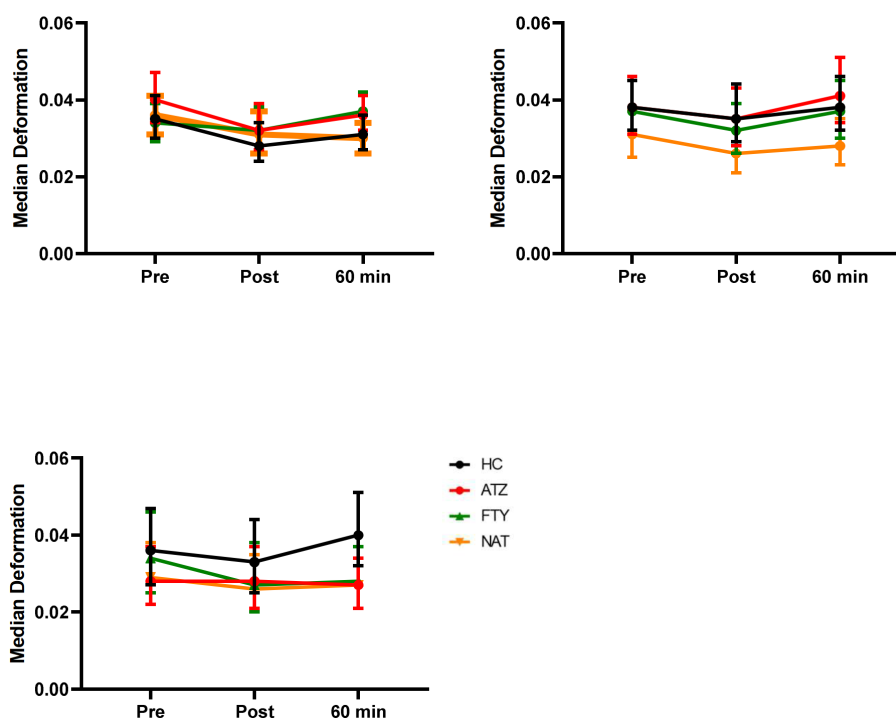 Median Deformation
0.06
0.04
0.02
0.00
Pre Post 60 min
Median Deformation
0.06
0.04
0.02
0.00
Pre Post 60 min
Median Deformation
0.06
0.04
0.02
0.00
Pre Post 60 min
HC
ATZ
FTY
NAT